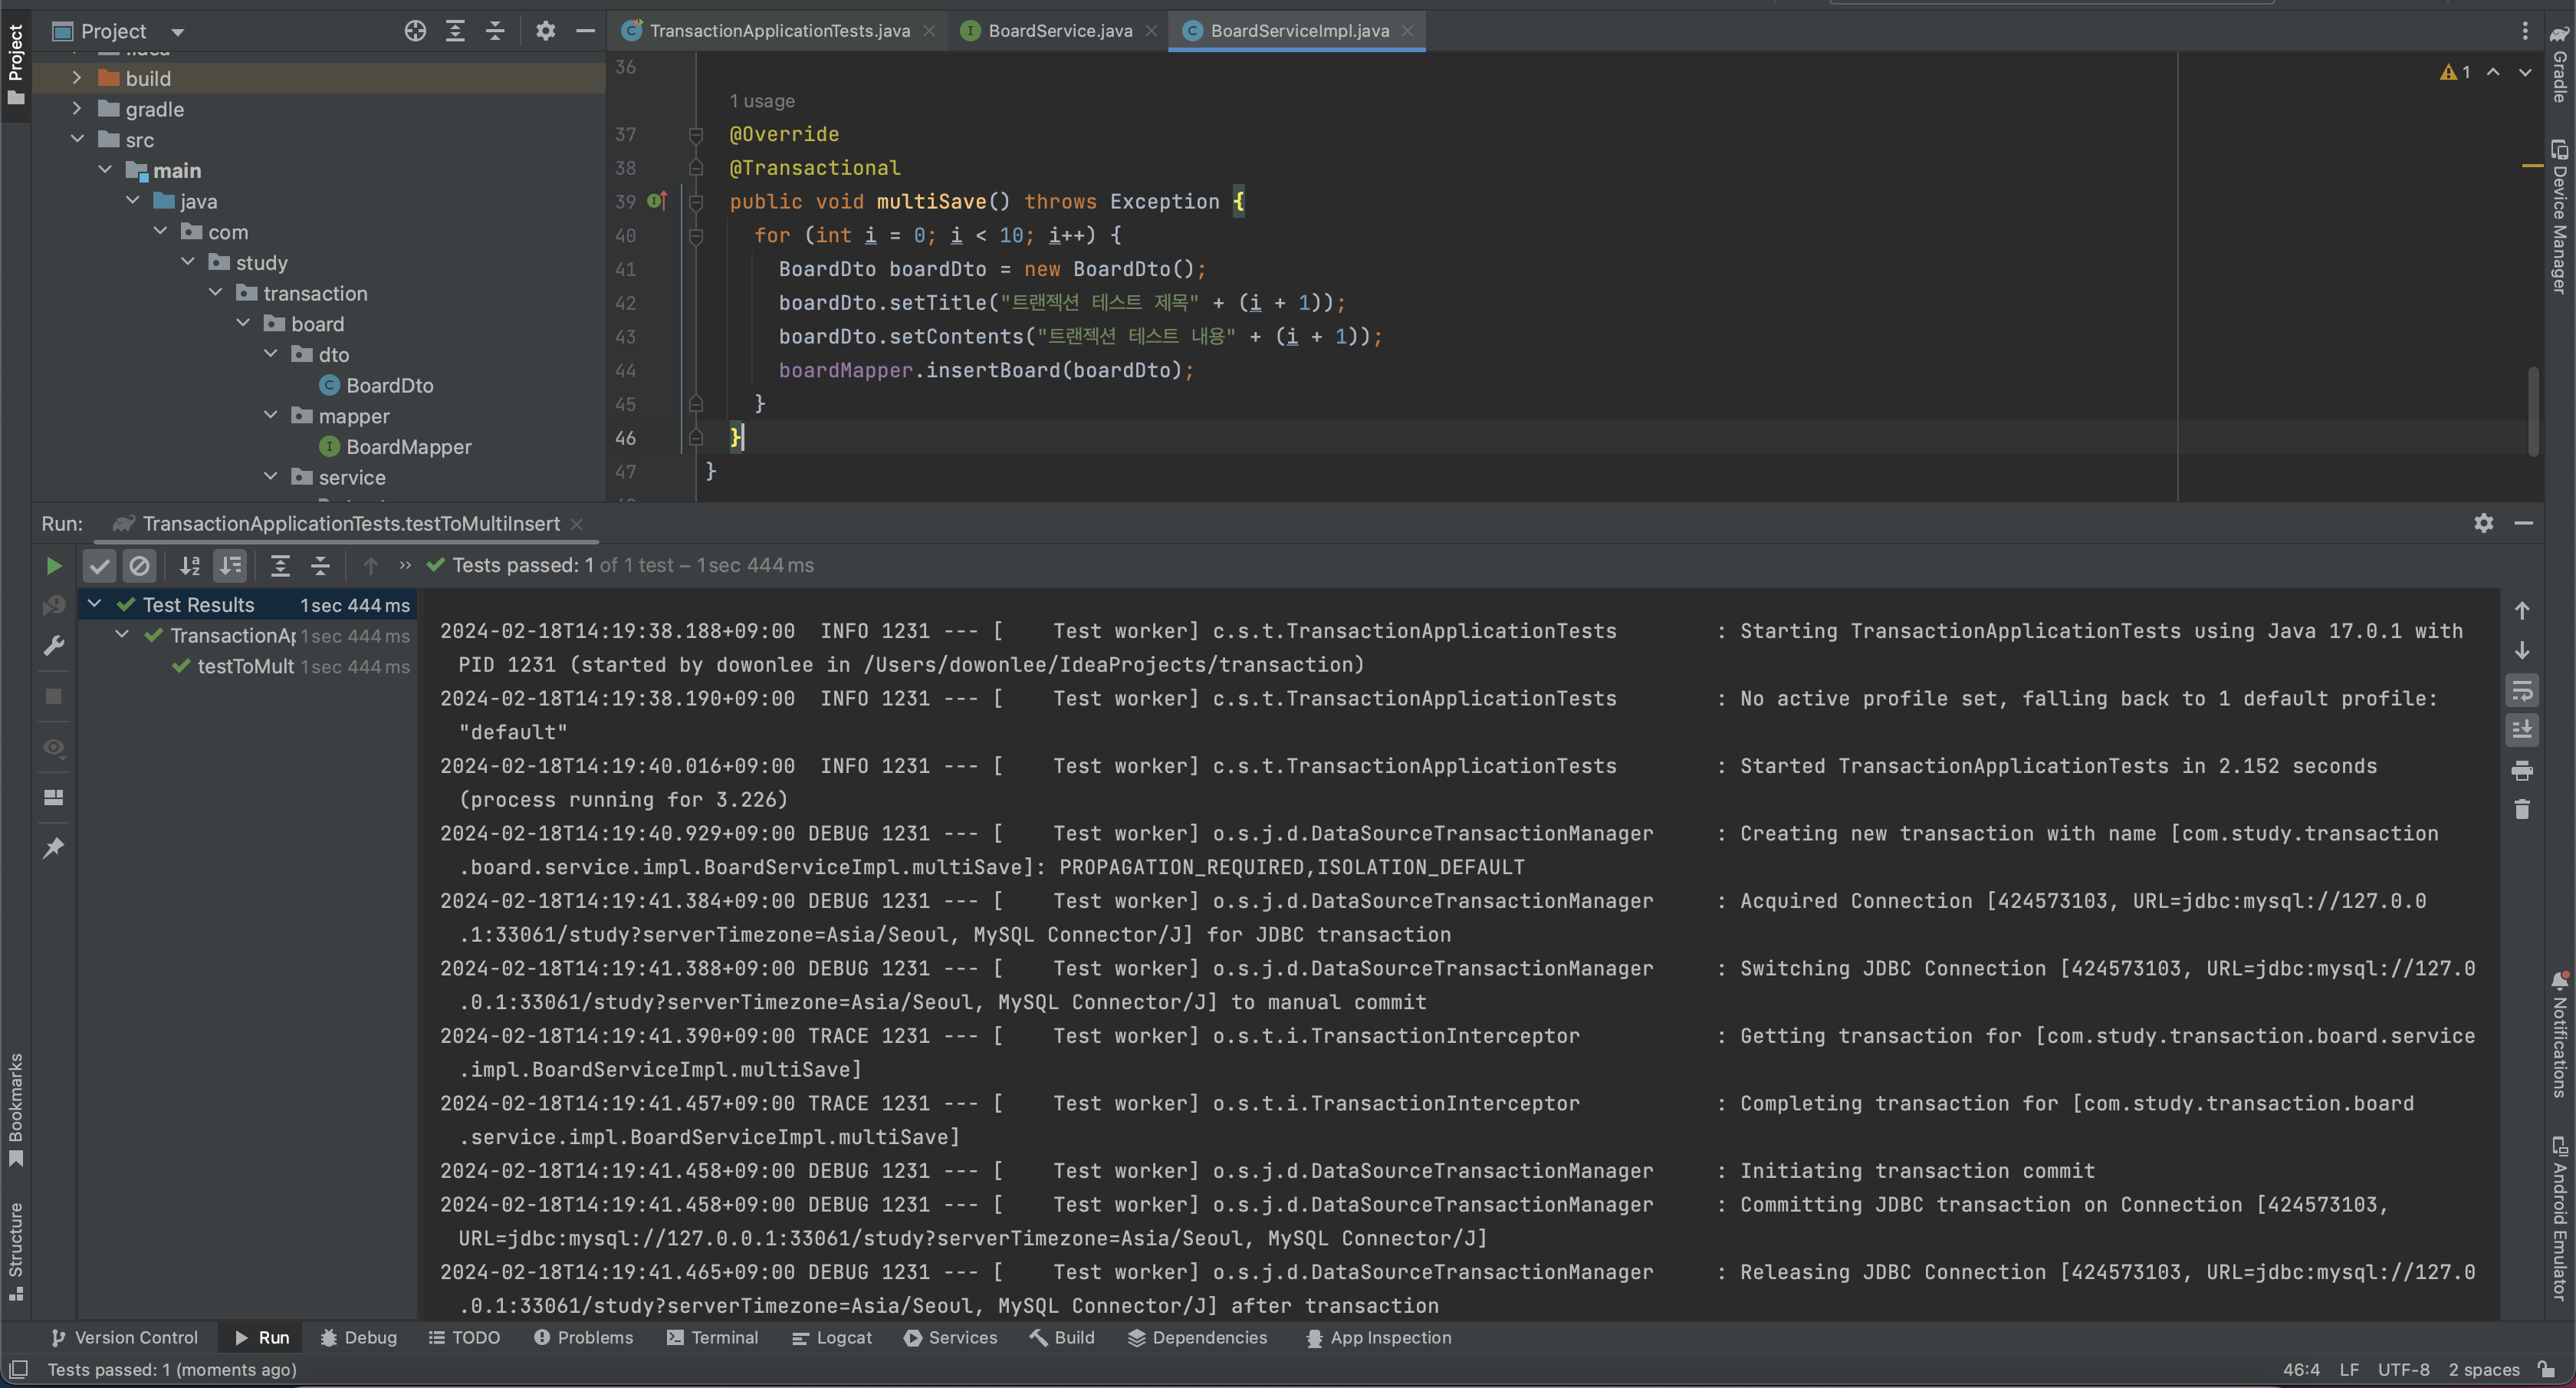 Project
TransactionApplicationTests.java
BoardService.java
BoardServiceImpl.java
build
gradle
src
main
java
com
study
transaction
board
dto
BoardDto
mapper
BoardMapper
service
36
1 usage
37 @Override
38 @Transactional
39 public void multiSave() throws Exception {
40 for (int i = 0; i < 10; i++) {
41 BoardDto boardDto = new BoardDto();
42 boardDto.setTitle("트랜젝션 테스트 제목" + (i + 1));
43 boardDto.setContents("트랜젝션 테스트 내용" + (i + 1));
44 boardMapper.insertBoard(boardDto);
45 }
46 }
47 }
1
Project
Bookmarks
Structure
Gradle
Device Manager
Notifications
Android Emulator
Run: TransactionApplicationTests.testToMultiInsert
Tests passed: 1 of 1 test – 1 sec 444 ms
Test Results 1 sec 444 ms
TransactionAp 1 sec 444 ms
testToMult 1 sec 444 ms
2024-02-18T14:19:38.188+09:00  INFO 1231 --- [    Test worker] c.s.t.TransactionApplicationTests        : Starting TransactionApplicationTests using Java 17.0.1 with
PID 1231 (started by dowonlee in /Users/dowonlee/IdeaProjects/transaction)
2024-02-18T14:19:38.190+09:00  INFO 1231 --- [    Test worker] c.s.t.TransactionApplicationTests        : No active profile set, falling back to 1 default profile:
"default"
2024-02-18T14:19:40.016+09:00  INFO 1231 --- [    Test worker] c.s.t.TransactionApplicationTests        : Started TransactionApplicationTests in 2.152 seconds
(process running for 3.226)
2024-02-18T14:19:40.929+09:00 DEBUG 1231 --- [    Test worker] o.s.j.d.DataSourceTransactionManager     : Creating new transaction with name [com.study.transaction
.board.service.impl.BoardServiceImpl.multiSave]: PROPAGATION_REQUIRED,ISOLATION_DEFAULT
2024-02-18T14:19:41.384+09:00 DEBUG 1231 --- [    Test worker] o.s.j.d.DataSourceTransactionManager     : Acquired Connection [424573103, URL=jdbc:mysql://127.0.0
.1:33061/study?serverTimezone=Asia/Seoul, MySQL Connector/J] for JDBC transaction
2024-02-18T14:19:41.388+09:00 DEBUG 1231 --- [    Test worker] o.s.j.d.DataSourceTransactionManager     : Switching JDBC Connection [424573103, URL=jdbc:mysql://127.0
.0.1:33061/study?serverTimezone=Asia/Seoul, MySQL Connector/J] to manual commit
2024-02-18T14:19:41.390+09:00 TRACE 1231 --- [    Test worker] o.s.t.i.TransactionInterceptor           : Getting transaction for [com.study.transaction.board.service
.impl.BoardServiceImpl.multiSave]
2024-02-18T14:19:41.457+09:00 TRACE 1231 --- [    Test worker] o.s.t.i.TransactionInterceptor           : Completing transaction for [com.study.transaction.board
.service.impl.BoardServiceImpl.multiSave]
2024-02-18T14:19:41.458+09:00 DEBUG 1231 --- [    Test worker] o.s.j.d.DataSourceTransactionManager     : Initiating transaction commit
2024-02-18T14:19:41.458+09:00 DEBUG 1231 --- [    Test worker] o.s.j.d.DataSourceTransactionManager     : Committing JDBC transaction on Connection [424573103,
URL=jdbc:mysql://127.0.0.1:33061/study?serverTimezone=Asia/Seoul, MySQL Connector/J]
2024-02-18T14:19:41.465+09:00 DEBUG 1231 --- [    Test worker] o.s.j.d.DataSourceTransactionManager     : Releasing JDBC Connection [424573103, URL=jdbc:mysql://127.0
.0.1:33061/study?serverTimezone=Asia/Seoul, MySQL Connector/J] after transaction
Version Control Run Debug TODO Problems Terminal Logcat Services Build Dependencies App Inspection
Tests passed: 1 (moments ago) 46:4 LF UTF-8 2 spaces